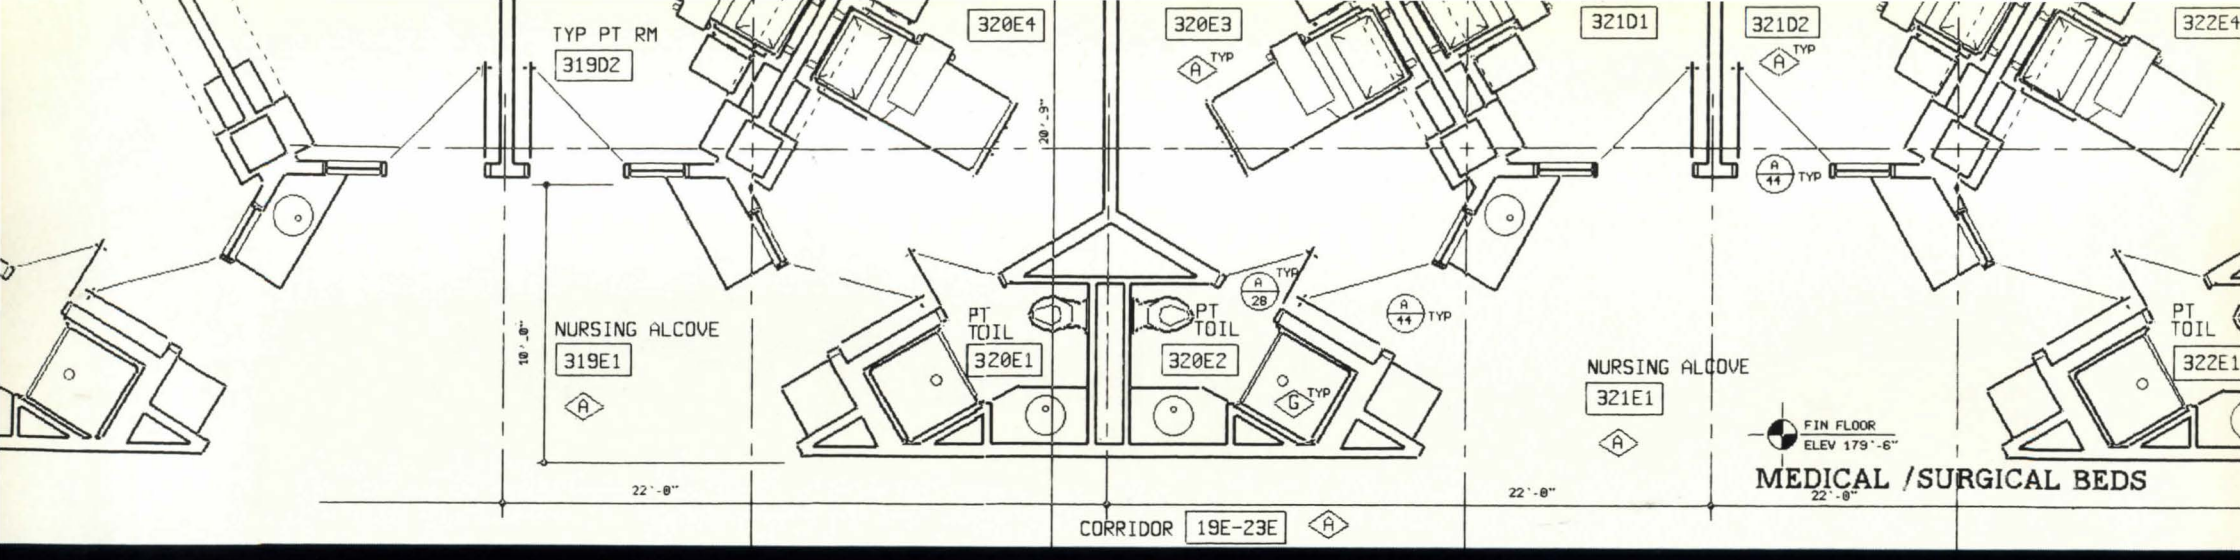 320E4
320E3
321D1
321D2
322E4
TYP PT RM
319D2
A TYP
A TYP
20'-9"
A
44 TYP
A
28 TYP
PT
TOIL
320E1
PT
TOIL
320E2
A
44 TYP
PT
TOIL
322E1
10'-0"
NURSING ALCOVE
319E1
A
G TYP
NURSING ALCOVE
321E1
A
FIN FLOOR
ELEV 179'-6"
MEDICAL /SURGICAL BEDS
22'-0"
22'-0"
22'-0"
CORRIDOR 19E-23E A